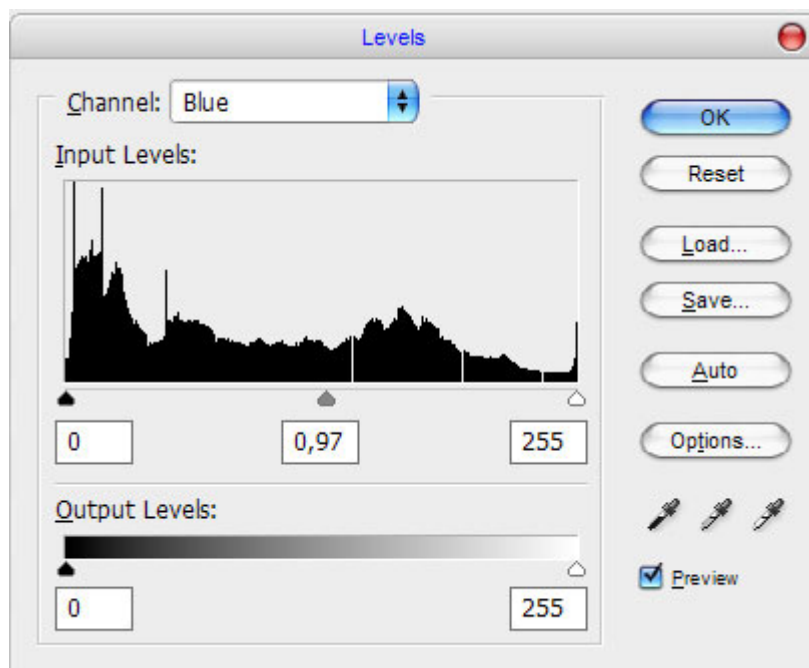 Levels
Channel: Blue
Input Levels:
0 0,97 255
Output Levels:
0 255
OK
Reset
Load...
Save...
Auto
Options...
Preview